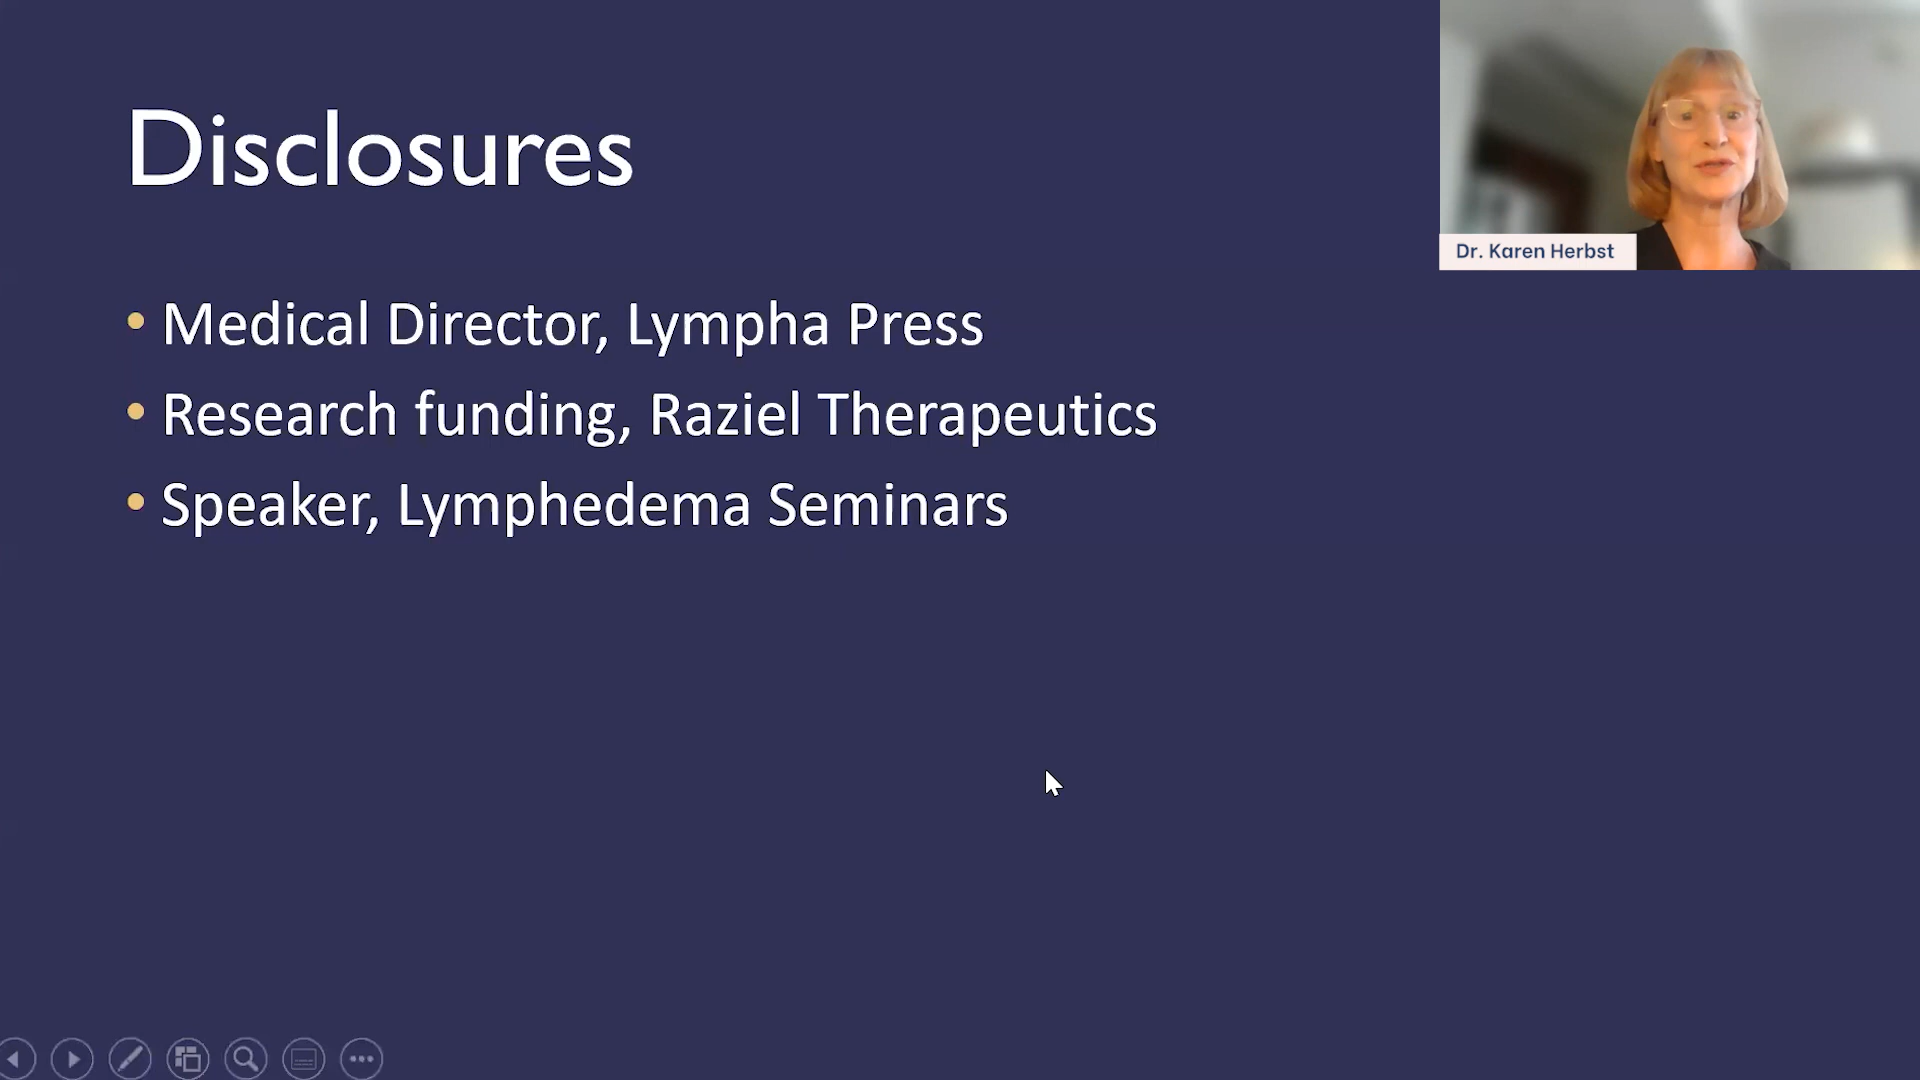 Disclosures
• Medical Director, Lympha Press
• Research funding, Raziel Therapeutics
• Speaker, Lymphedema Seminars
Dr. Karen Herbst